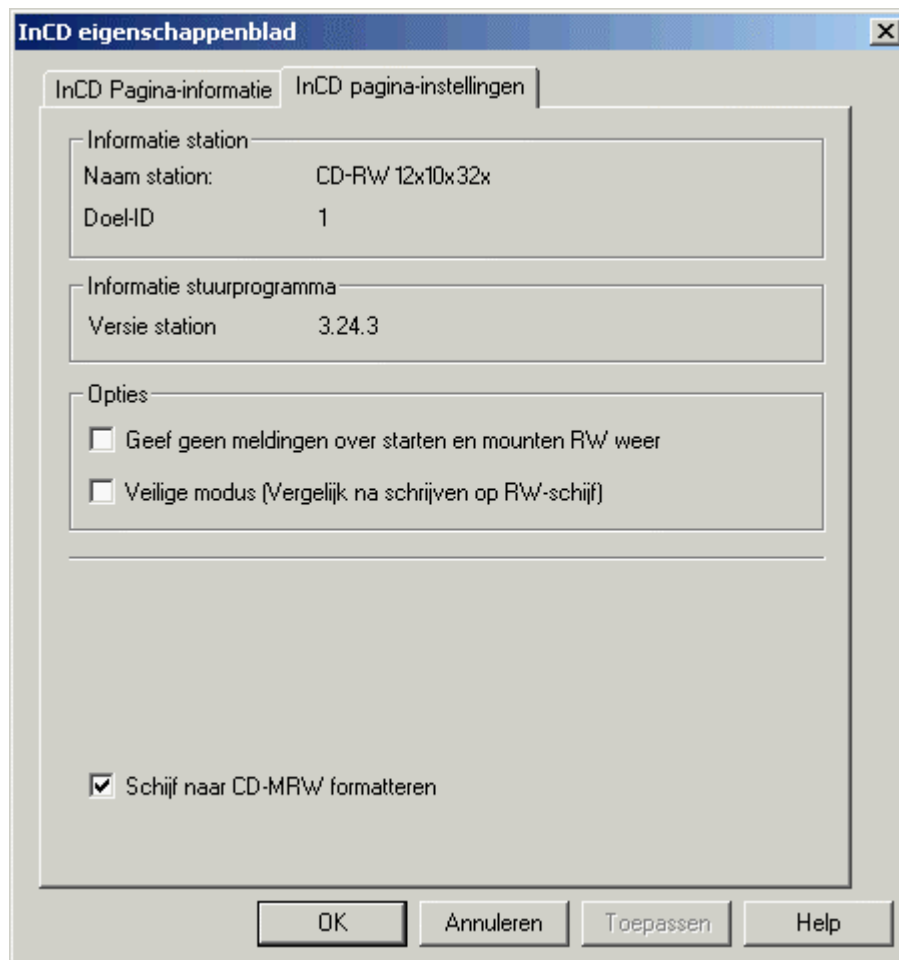 InCD eigenschappenblad
InCD Pagina-informatie
InCD pagina-instellingen
Informatie station
Naam station: CD-RW 12x10x32x
Doel-ID 1
Informatie stuurprogramma
Versie station 3.24.3
Opties
Geef geen meldingen over starten en mounten RW weer
Veilige modus (Vergelijk na schrijven op RW-schijf)
Schijf naar CD-MRW formatteren
OK Annuleren Toepassen Help